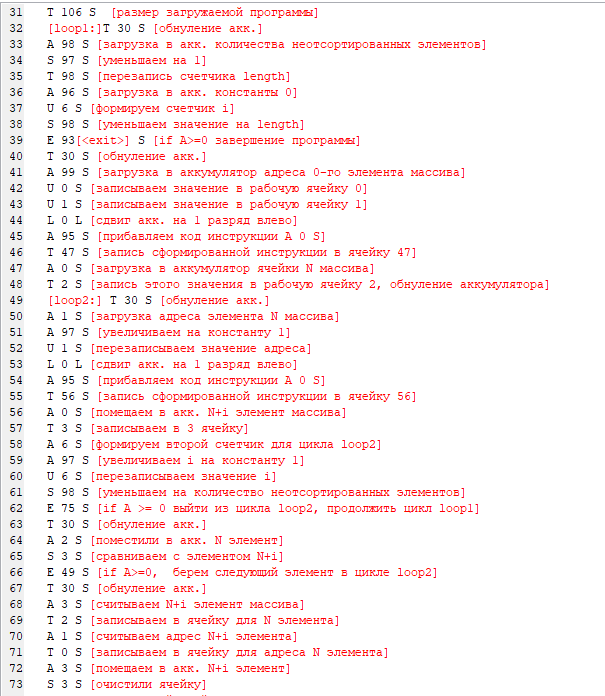 31 T 106 S [размер загружаемой программы]
32 [loop1:]T 30 S [обнуление акк.]
33 A 98 S [загрузка в акк. количества неотсортированных элементов]
34 S 97 S [уменьшаем на 1]
35 T 98 S [перезапись счетчика length]
36 A 96 S [загрузка в акк. константы 0]
37 U 6 S [формируем счетчик i]
38 S 98 S [уменьшаем значение на length]
39 E 93[<exit>] S [if A>=0 завершение программы]
40 T 30 S [обнуление акк.]
41 A 99 S [загрузка в аккумулятор адреса 0-го элемента массива]
42 U 0 S [записываем значение в рабочую ячейку 0]
43 U 1 S [записываем значение в рабочую ячейку 1]
44 L 0 L [сдвиг акк. на 1 разряд влево]
45 A 95 S [прибавляем код инструкции A 0 S]
46 T 47 S [запись сформированной инструкции в ячейку 47]
47 A 0 S [загрузка в аккумулятор ячейки N массива]
48 T 2 S [запись этого значения в рабочую ячейку 2, обнуление аккумулятора]
49 [loop2:] T 30 S [обнуление акк.]
50 A 1 S [загрузка адреса элемента N массива]
51 A 97 S [увеличиваем на константу 1]
52 U 1 S [перезаписываем значение адреса]
53 L 0 L [сдвиг акк. на 1 разряд влево]
54 A 95 S [прибавляем код инструкции A 0 S]
55 T 56 S [запись сформированной инструкции в ячейку 56]
56 A 0 S [помещаем в акк. N+i элемент массива]
57 T 3 S [записываем в 3 ячейку]
58 A 6 S [формируем второй счетчик для цикла loop2]
59 A 97 S [увеличиваем i на константу 1]
60 U 6 S [перезаписываем значение i]
61 S 98 S [уменьшаем на количество неотсортированных элементов]
62 E 75 S [if A >= 0 выйти из цикла loop2, продолжить цикл loop1]
63 T 30 S [обнуление акк.]
64 A 2 S [поместили в акк. N элемент]
65 S 3 S [сравниваем с элементом N+i]
66 E 49 S [if A>=0, берем следующий элемент в цикле loop2]
67 T 30 S [обнуление акк.]
68 A 3 S [считываем N+i элемент массива]
69 T 2 S [записываем в ячейку для N элемента]
70 A 1 S [считываем адрес N+i элемента]
71 T 0 S [записываем в ячейку для адреса N элемента]
72 A 3 S [помещаем в акк. N+i элемент]
73 S 3 S [очистили ячейку]